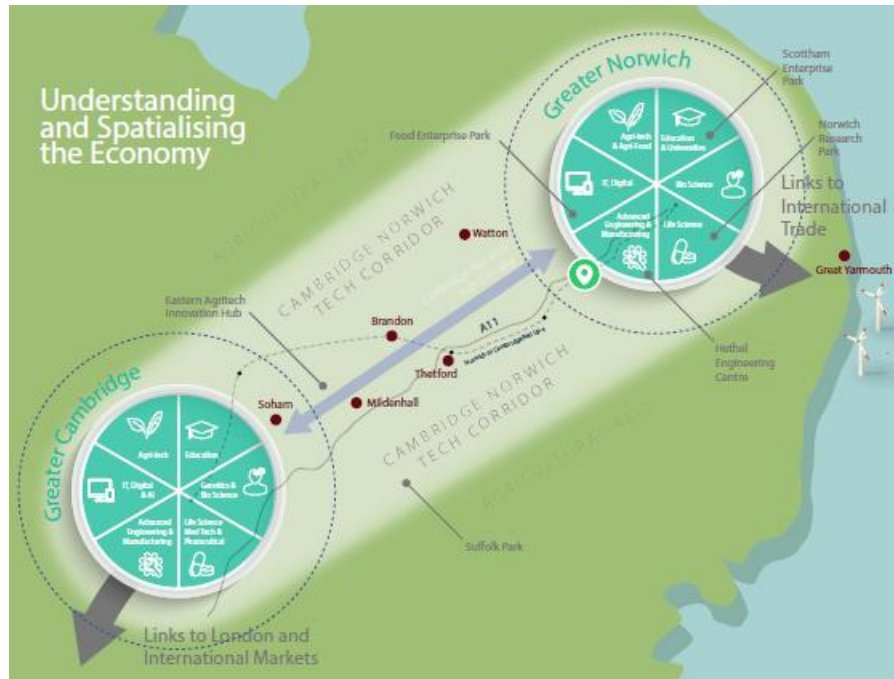 Understanding
and Spatialising
the Economy
Greater Norwich
Scottham
Enterprise
Park
Food Enterprise Park
Norwich
Research
Park
Agri-tech
& Agri-Food
Education
& Universities
IT, Digital
Bio Science
Advanced
Engineering &
Manufacturing
Life Science
Links to
International
Trade
Great Yarmouth
AGRICULTURAL BELT
CAMBRIDGE NORWICH
TECH CORRIDOR
Watton
Eastern Agritech
Innovation Hub
Brandon
A11
Thetford
Hethel
Engineering
Centre
Soham
Mildenhall
CAMBRIDGE NORWICH
TECH CORRIDOR
AGRICULTURAL BELT
Greater Cambridge
Agri-tech
Education
IT, Digital
& AI
Genetics &
Bio Science
Advanced
Engineering &
Manufacturing
Life Science
Med Tech &
Suffolk Park
Links to London and
International Markets